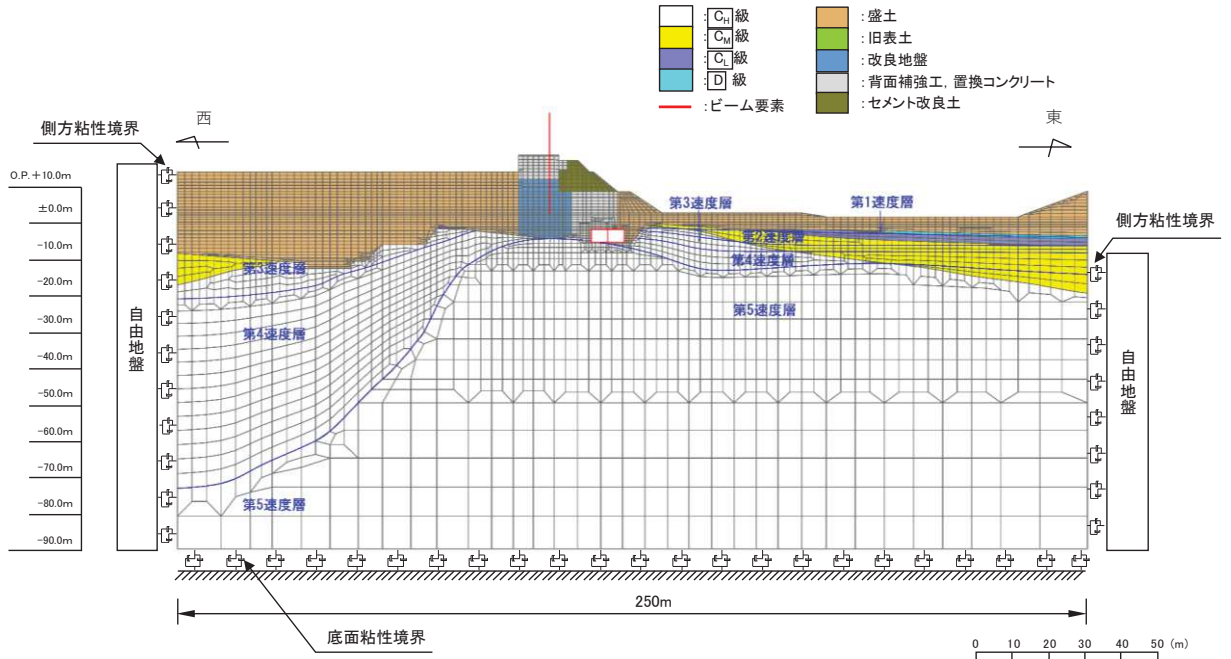 C_H 級
C_M 級
C_L 級
D 級
:ビーム要素
:盛土
:旧表土
:改良地盤
:背面補強工，置換コンクリート
:セメント改良土
側方粘性境界
西
東
O.P.+10.0m
±0.0m
-10.0m
-20.0m
-30.0m
-40.0m
-50.0m
-60.0m
-70.0m
-80.0m
-90.0m
自由地盤
第3速度層
第1速度層
第2速度層
第4速度層
第5速度層
第3速度層
第4速度層
第5速度層
側方粘性境界
自由地盤
250m
底面粘性境界
0 10 20 30 40 50 (m)